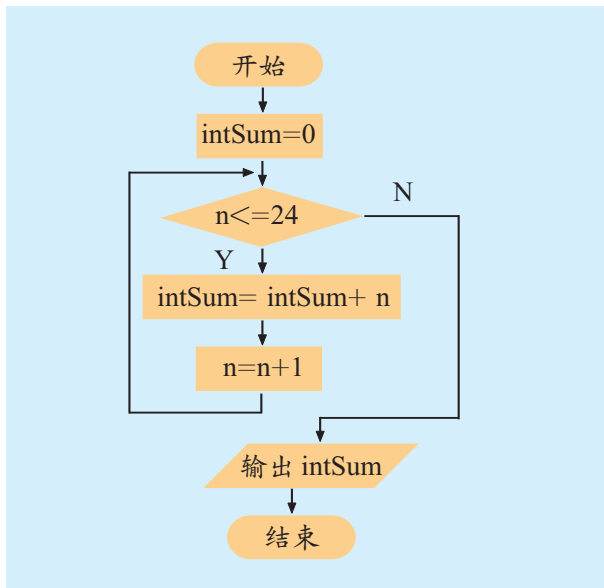 开始
intSum=0
n<=24
N
Y
intSum= intSum+ n
n=n+1
输出 intSum
结束